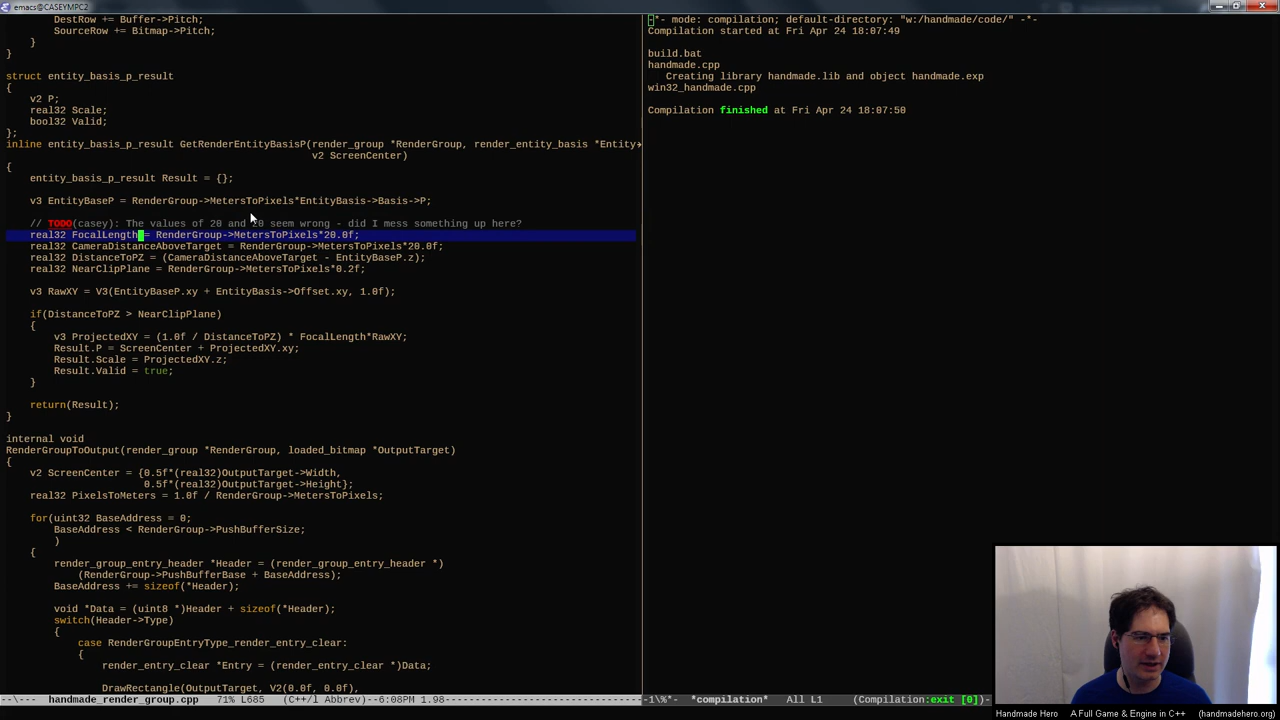 emacs@CASEYMPC2
DestRow += Buffer->Pitch;
SourceRow += Bitmap->Pitch;
}
}
struct entity_basis_p_result
{
v2 P;
real32 Scale;
bool32 Valid;
};
inline entity_basis_p_result GetRenderEntityBasisP(render_group *RenderGroup, render_entity_basis *Entity
v2 ScreenCenter)
{
entity_basis_p_result Result = {};
v3 EntityBaseP = RenderGroup->MetersToPixels*EntityBasis->Basis->P;
// TODO(casey): The values of 20 and 20 seem wrong - did I mess something up here?
real32 FocalLength = RenderGroup->MetersToPixels*20.0f;
real32 CameraDistanceAboveTarget = RenderGroup->MetersToPixels*20.0f;
real32 DistanceToPZ = (CameraDistanceAboveTarget - EntityBaseP.z);
real32 NearClipPlane = RenderGroup->MetersToPixels*0.2f;
v3 RawXY = V3(EntityBaseP.xy + EntityBasis->Offset.xy, 1.0f);
if(DistanceToPZ > NearClipPlane)
{
v3 ProjectedXY = (1.0f / DistanceToPZ) * FocalLength*RawXY;
Result.P = ScreenCenter + ProjectedXY.xy;
Result.Scale = ProjectedXY.z;
Result.Valid = true;
}
return(Result);
}
internal void
RenderGroupToOutput(render_group *RenderGroup, loaded_bitmap *OutputTarget)
{
v2 ScreenCenter = {0.5f*(real32)OutputTarget->Width,
0.5f*(real32)OutputTarget->Height};
real32 PixelsToMeters = 1.0f / RenderGroup->MetersToPixels;
for(uint32 BaseAddress = 0;
BaseAddress < RenderGroup->PushBufferSize;
)
{
render_group_entry_header *Header = (render_group_entry_header *)
(RenderGroup->PushBufferBase + BaseAddress);
BaseAddress += sizeof(*Header);
void *Data = (uint8 *)Header + sizeof(*Header);
switch(Header->Type)
{
case RenderGroupEntryType_render_entry_clear:
{
render_entry_clear *Entry = (render_entry_clear *)Data;
DrawRectangle(OutputTarget, V2(0.0f, 0.0f),
--\--- handmade_render_group.cpp 71% L685 (C++/l Abbrev)--6:08PM 1.98
-*- mode: compilation; default-directory: "w:/handmade/code/" -*-
Compilation started at Fri Apr 24 18:07:49
build.bat
handmade.cpp
Creating library handmade.lib and object handmade.exp
win32_handmade.cpp
Compilation finished at Fri Apr 24 18:07:50
-1\%*- *compilation* All L1 (Compilation:exit [0])-
Handmade Hero A Full Game & Engine in C++ (handmadehero.org)